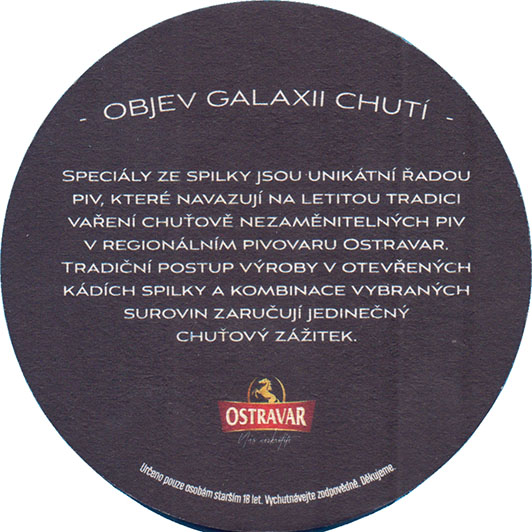 - OBJEV GALAXII CHUTÍ -
SPECIÁLY ZE SPILKY JSOU UNIKÁTNÍ ŘADOU
PIV, KTERÉ NAVAZUJÍ NA LETITOU TRADICI
VAŘENÍ CHUŤOVĚ NEZAMĚNITELNÝCH PIV
V REGIONÁLNÍM PIVOVARU OSTRAVAR.
TRADIČNÍ POSTUP VÝROBY V OTEVŘENÝCH
KÁDÍCH SPILKY A KOMBINACE VYBRANÝCH
SUROVIN ZARUČUJÍ JEDINEČNÝ
CHUŤOVÝ ZÁŽITEK.
OSTRAVAR
Určeno pouze osobám starším 18 let. Vychutnávejte zodpovědně. Děkujeme.